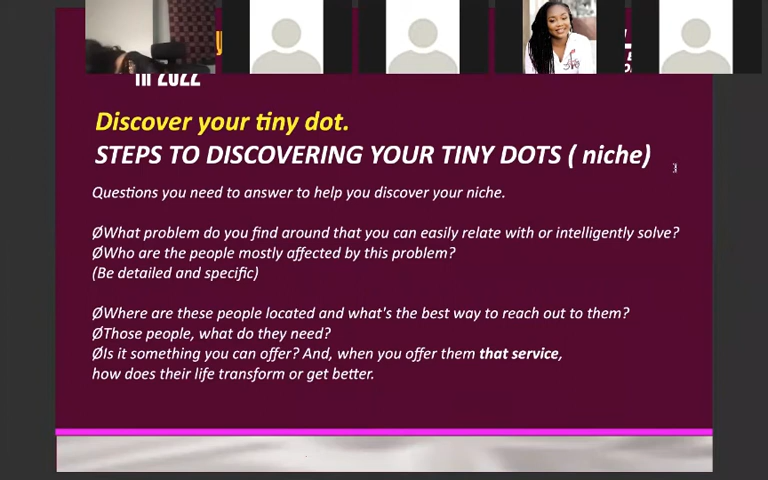 In 2022
Discover your tiny dot.
STEPS TO DISCOVERING YOUR TINY DOTS ( niche)
Questions you need to answer to help you discover your niche.
ØWhat problem do you find around that you can easily relate with or intelligently solve?
ØWho are the people mostly affected by this problem?
(Be detailed and specific)
ØWhere are these people located and what's the best way to reach out to them?
ØThose people, what do they need?
ØIs it something you can offer? And, when you offer them that service,
how does their life transform or get better.